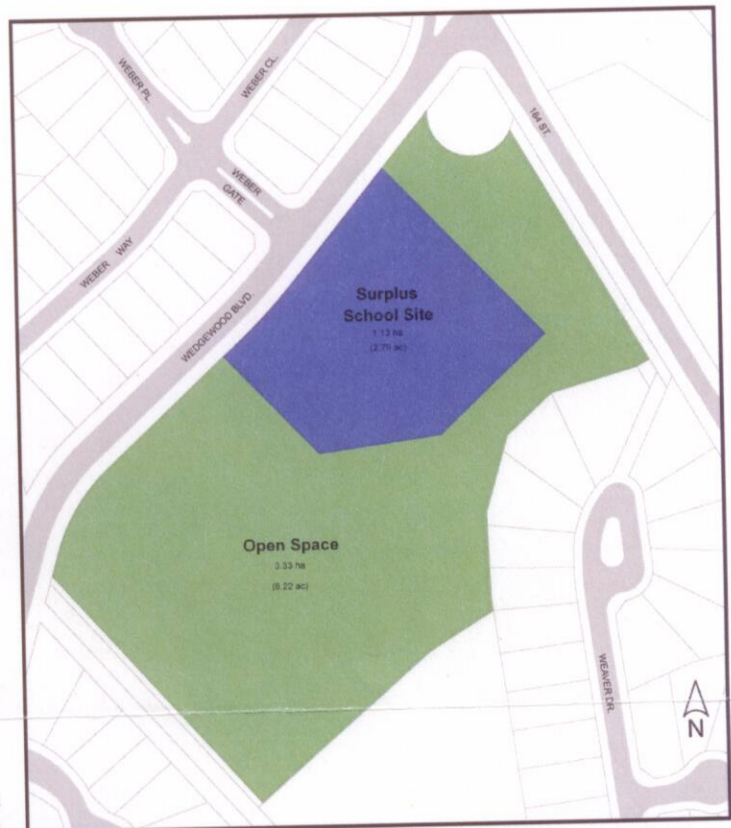 WEBER PL.
WEBER CL.
184 ST.
WEBER
GATE
WEBER WAY
WEDGEWOOD BLVD.
Surplus
School Site
1.13 ha
(2.79 ac)
Open Space
3.33 ha
(8.22 ac)
WEAVER DR.
N